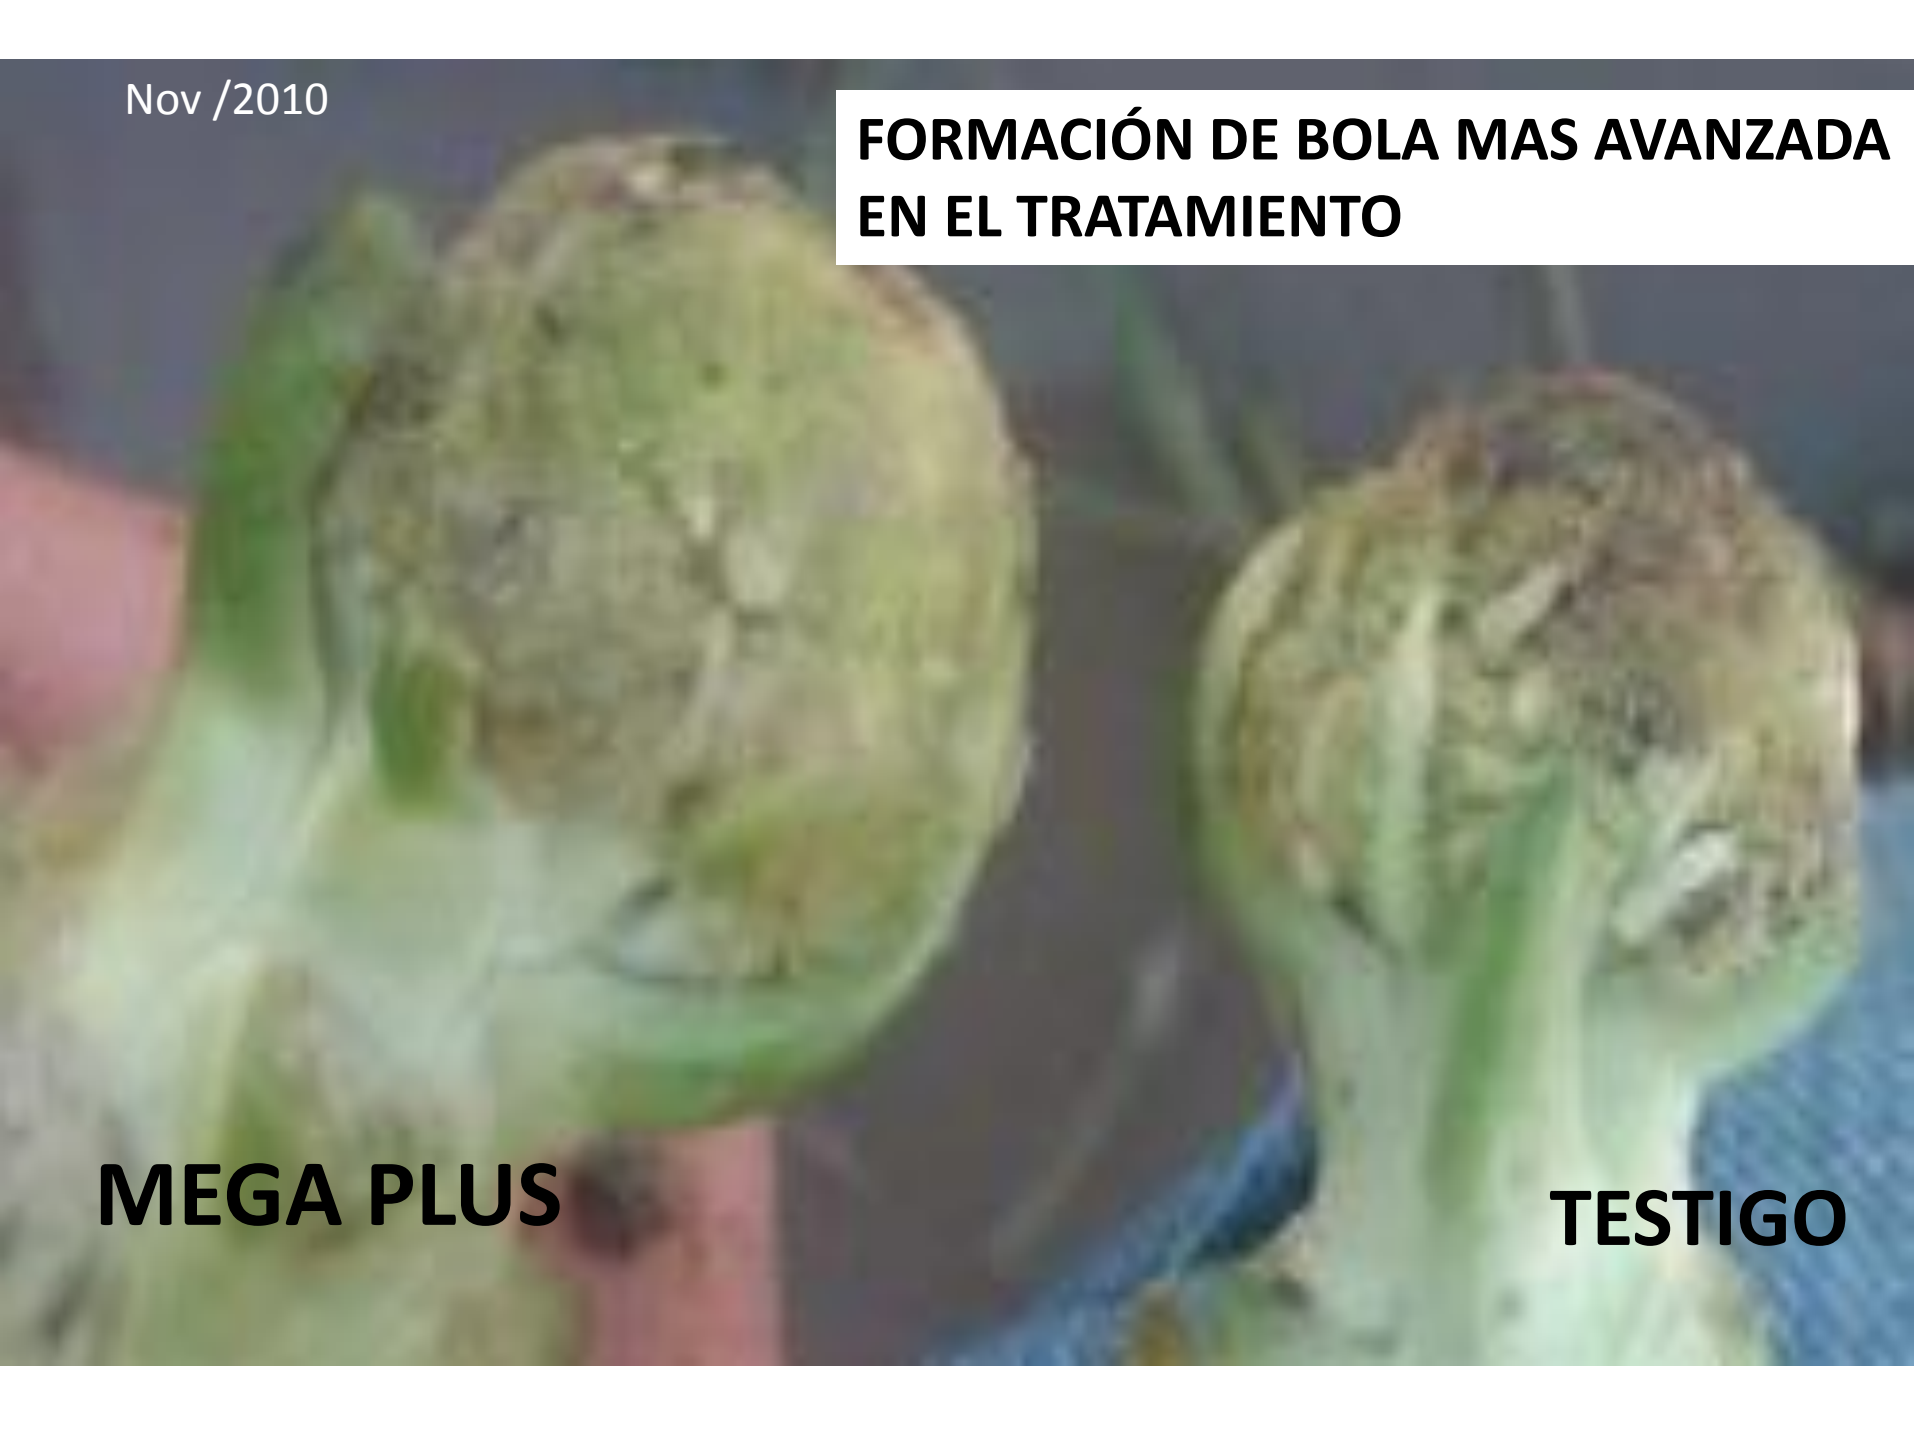 Nov /2010
FORMACIÓN DE BOLA MAS AVANZADA
EN EL TRATAMIENTO
MEGA PLUS
TESTIGO